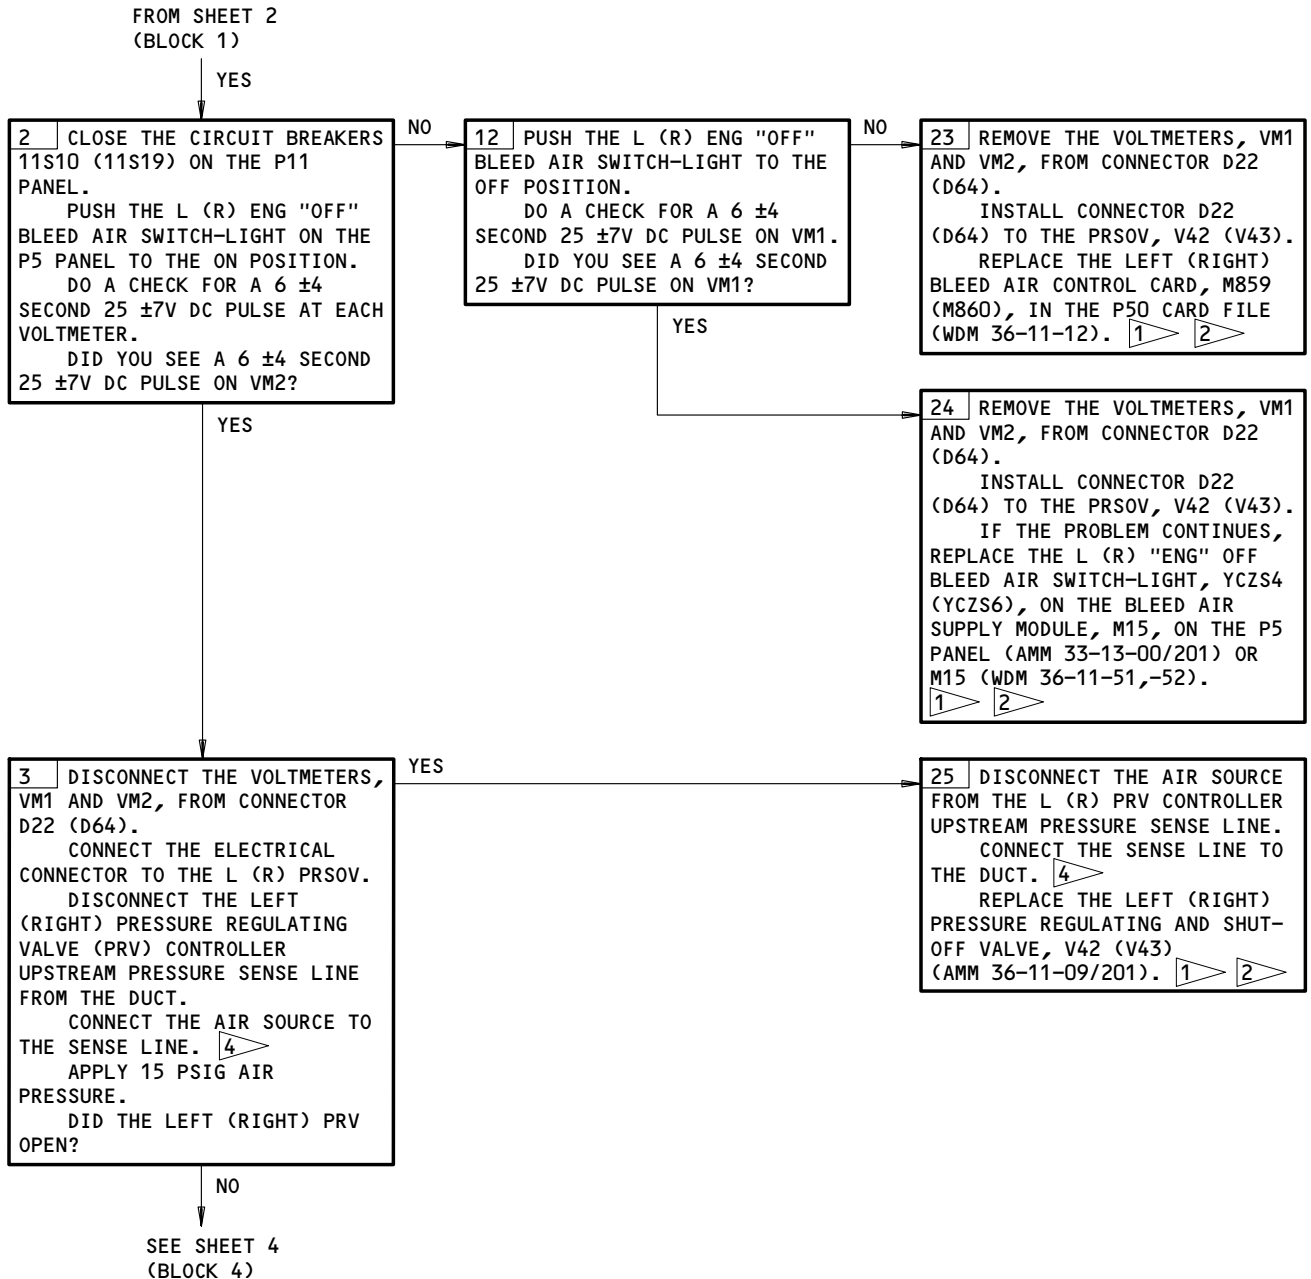 FROM SHEET 2
(BLOCK 1)
YES
2 CLOSE THE CIRCUIT BREAKERS
11S10 (11S19) ON THE P11
PANEL.
PUSH THE L (R) ENG "OFF"
BLEED AIR SWITCH-LIGHT ON THE
P5 PANEL TO THE ON POSITION.
DO A CHECK FOR A 6 ±4
SECOND 25 ±7V DC PULSE AT EACH
VOLTMETER.
DID YOU SEE A 6 ±4 SECOND
25 ±7V DC PULSE ON VM2?
NO
12 PUSH THE L (R) ENG "OFF"
BLEED AIR SWITCH-LIGHT TO THE
OFF POSITION.
DO A CHECK FOR A 6 ±4
SECOND 25 ±7V DC PULSE ON VM1.
DID YOU SEE A 6 ±4 SECOND
25 ±7V DC PULSE ON VM1?
NO
23 REMOVE THE VOLTMETERS, VM1
AND VM2, FROM CONNECTOR D22
(D64).
INSTALL CONNECTOR D22
(D64) TO THE PRSOV, V42 (V43).
REPLACE THE LEFT (RIGHT)
BLEED AIR CONTROL CARD, M859
(M860), IN THE P50 CARD FILE
(WDM 36-11-12). 1 2
YES
24 REMOVE THE VOLTMETERS, VM1
AND VM2, FROM CONNECTOR D22
(D64).
INSTALL CONNECTOR D22
(D64) TO THE PRSOV, V42 (V43).
IF THE PROBLEM CONTINUES,
REPLACE THE L (R) "ENG" OFF
BLEED AIR SWITCH-LIGHT, YCZS4
(YCZS6), ON THE BLEED AIR
SUPPLY MODULE, M15, ON THE P5
PANEL (AMM 33-13-00/201) OR
M15 (WDM 36-11-51,-52).
1 2
YES
3 DISCONNECT THE VOLTMETERS,
VM1 AND VM2, FROM CONNECTOR
D22 (D64).
CONNECT THE ELECTRICAL
CONNECTOR TO THE L (R) PRSOV.
DISCONNECT THE LEFT
(RIGHT) PRESSURE REGULATING
VALVE (PRV) CONTROLLER
UPSTREAM PRESSURE SENSE LINE
FROM THE DUCT.
CONNECT THE AIR SOURCE TO
THE SENSE LINE. 4
APPLY 15 PSIG AIR
PRESSURE.
DID THE LEFT (RIGHT) PRV
OPEN?
YES
25 DISCONNECT THE AIR SOURCE
FROM THE L (R) PRV CONTROLLER
UPSTREAM PRESSURE SENSE LINE.
CONNECT THE SENSE LINE TO
THE DUCT. 4
REPLACE THE LEFT (RIGHT)
PRESSURE REGULATING AND SHUT-
OFF VALVE, V42 (V43)
(AMM 36-11-09/201). 1 2
NO
SEE SHEET 4
(BLOCK 4)